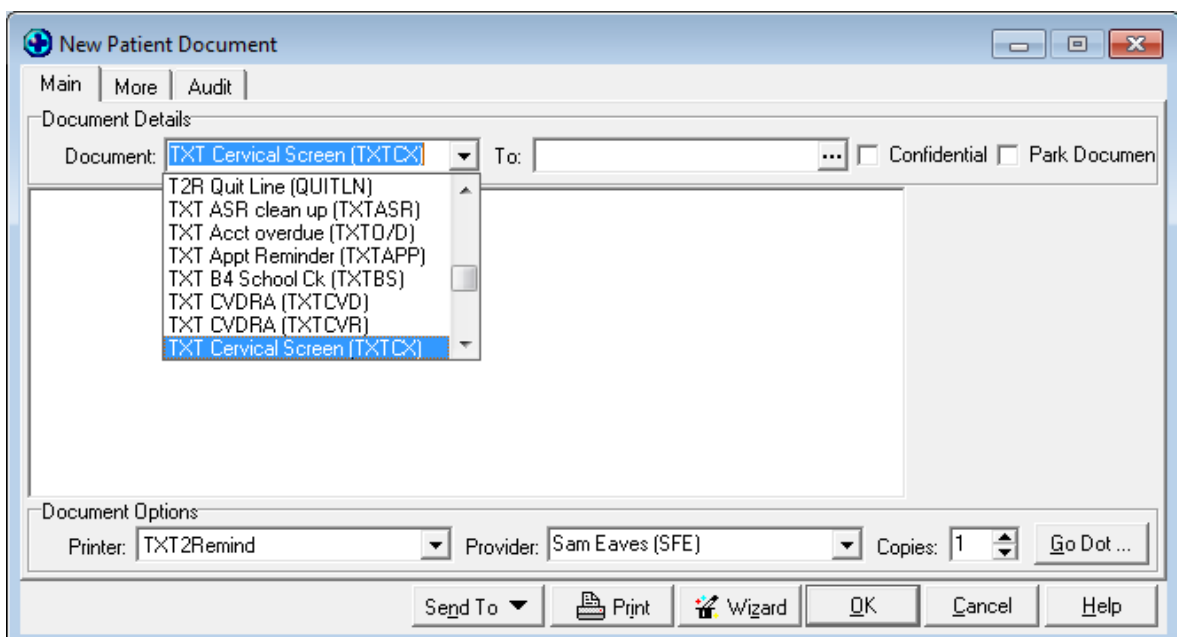 New Patient Document
Main More Audit
Document Details
Document: TXT Cervical Screen (TXTCX) To: ... Confidential Park Documen
T2R Quit Line (QUITLN)
TXT ASR clean up (TXTASR)
TXT Acct overdue (TXTO/D)
TXT Appt Reminder (TXTAPP)
TXT B4 School Ck (TXTBS)
TXT CVDRA (TXTCVD)
TXT CVDRA (TXTCVR)
TXT Cervical Screen (TXTCX)
Document Options
Printer: TXT2Remind Provider: Sam Eaves (SFE) Copies: 1 Go Dot ...
Send To Print Wizard OK Cancel Help